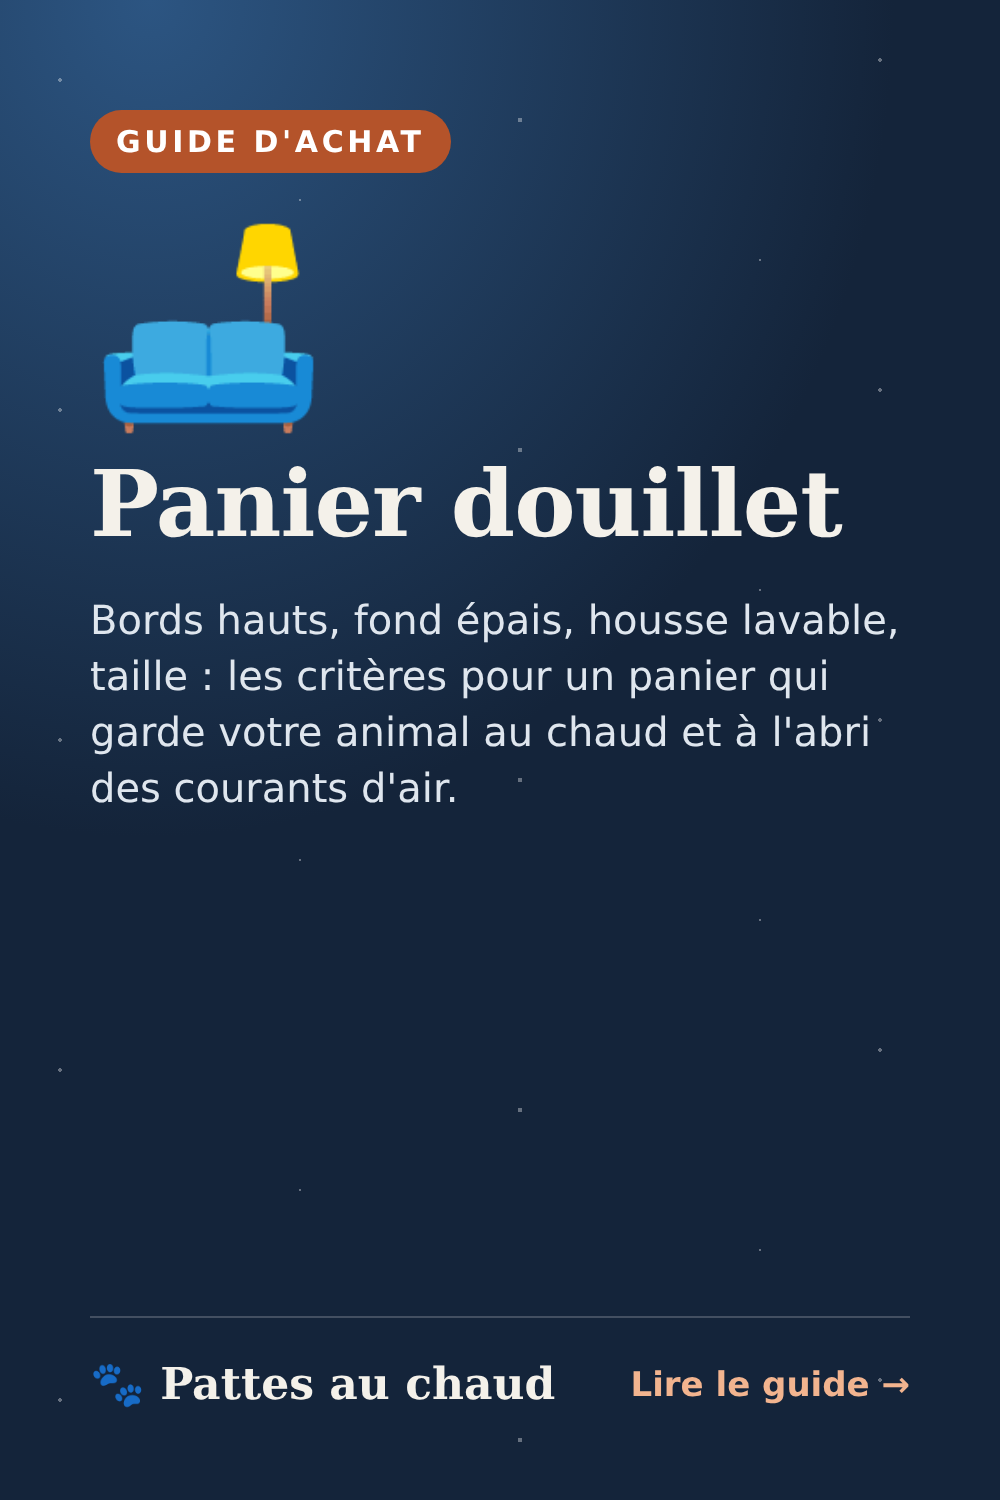 GUIDE D'ACHAT
Panier douillet
Bords hauts, fond épais, housse lavable,
taille : les critères pour un panier qui
garde votre animal au chaud et à l'abri
des courants d'air.
Pattes au chaud
Lire le guide →